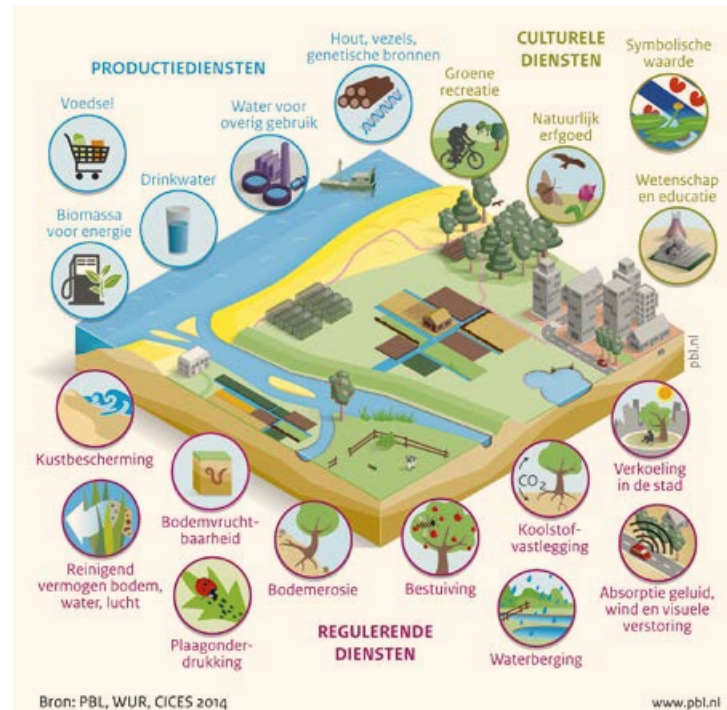 PRODUCTIEDIENSTEN
Voedsel
Biomassa
voor energie
Drinkwater
Water voor
overig gebruik
Hout, vezels,
genetische bronnen
CULTURELE
DIENSTEN
Groene
recreatie
Natuurlijk
erfgoed
Symbolische
waarde
Wetenschap
en educatie
pbl.nl
Kustbescherming
Reinigend
vermogen bodem,
water, lucht
Bodemvrucht-
baarheid
Plaagonder-
drukking
Bodemerosie
Bestuiving
REGULERENDE
DIENSTEN
CO₂
Koolstof-
vastlegging
Waterberging
Verkoeling
in de stad
Absorptie geluid,
wind en visuele
verstoring
Bron: PBL, WUR, CICES 2014
www.pbl.nl